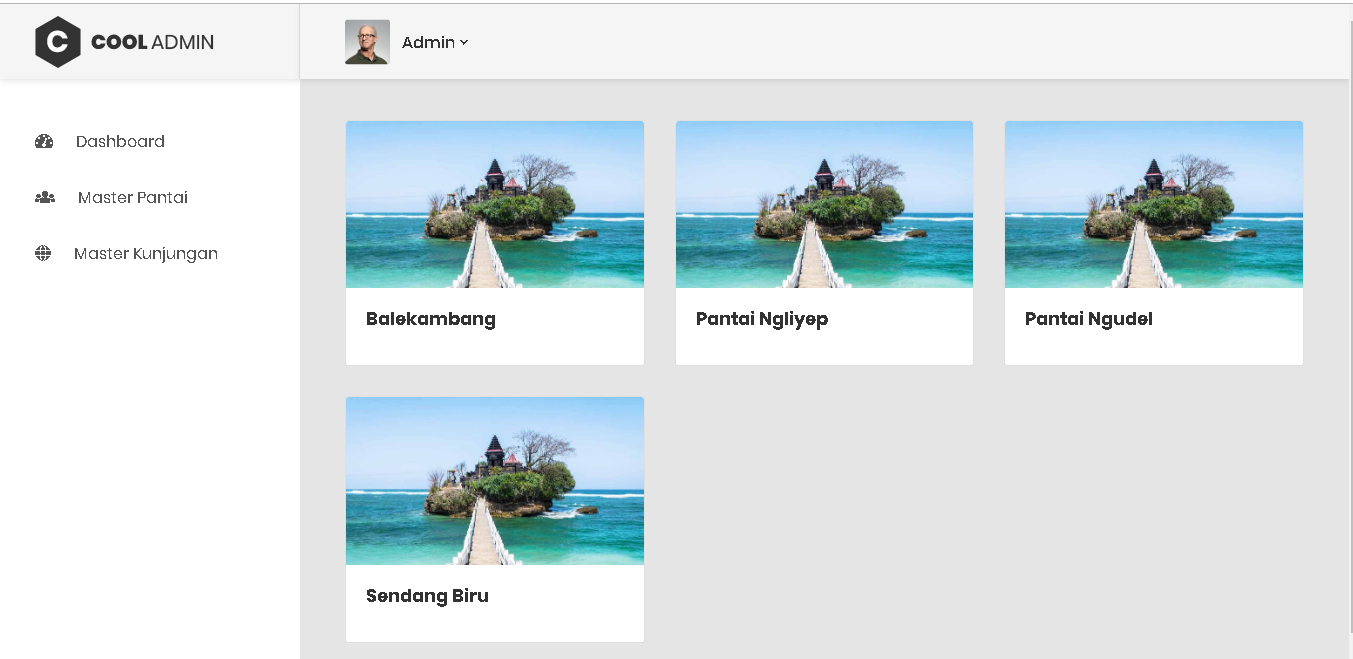 C COOL ADMIN
Admin
Dashboard
Master Pantai
Master Kunjungan
Balekambang
Pantai Ngliyep
Pantai Ngudel
Sendang Biru